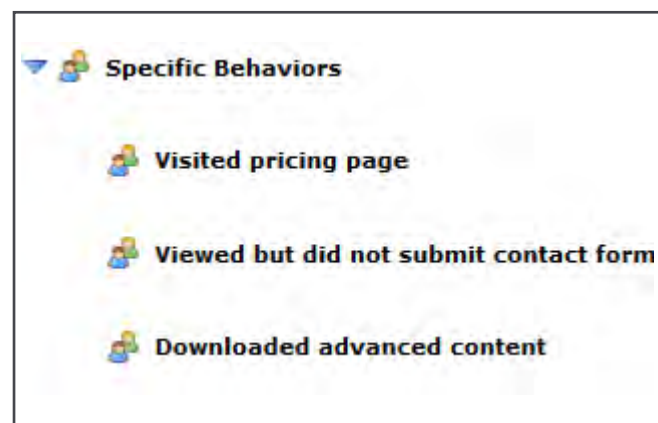 Specific Behaviors
Visited pricing page
Viewed but did not submit contact form
Downloaded advanced content